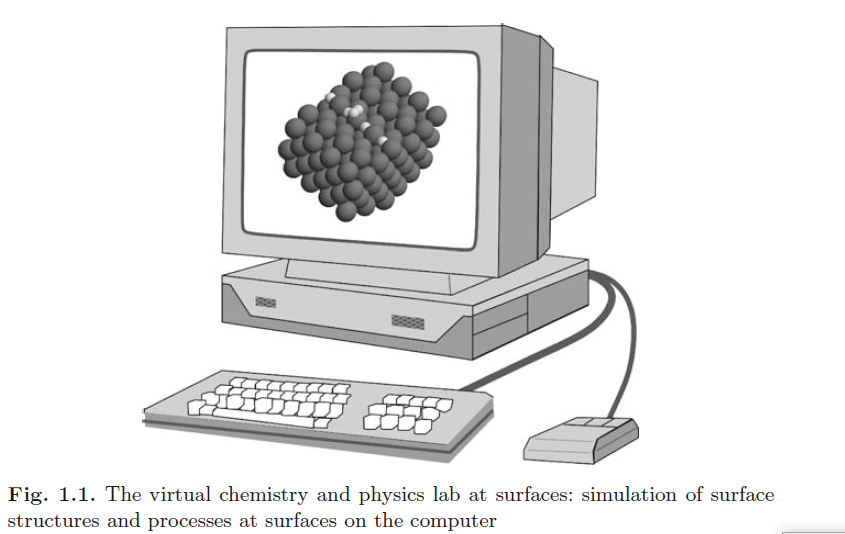 Fig. 1.1. The virtual chemistry and physics lab at surfaces: simulation of surface
structures and processes at surfaces on the computer